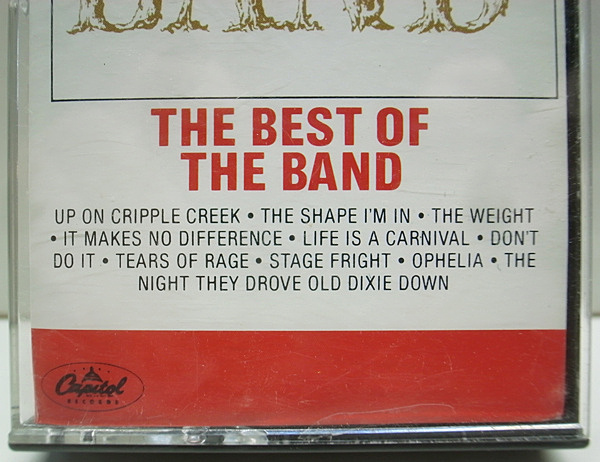 BAND
THE BEST OF
THE BAND
UP ON CRIPPLE CREEK • THE SHAPE I'M IN • THE WEIGHT
• IT MAKES NO DIFFERENCE • LIFE IS A CARNIVAL • DON'T
DO IT • TEARS OF RAGE • STAGE FRIGHT • OPHELIA • THE
NIGHT THEY DROVE OLD DIXIE DOWN
Capitol
RECORDS